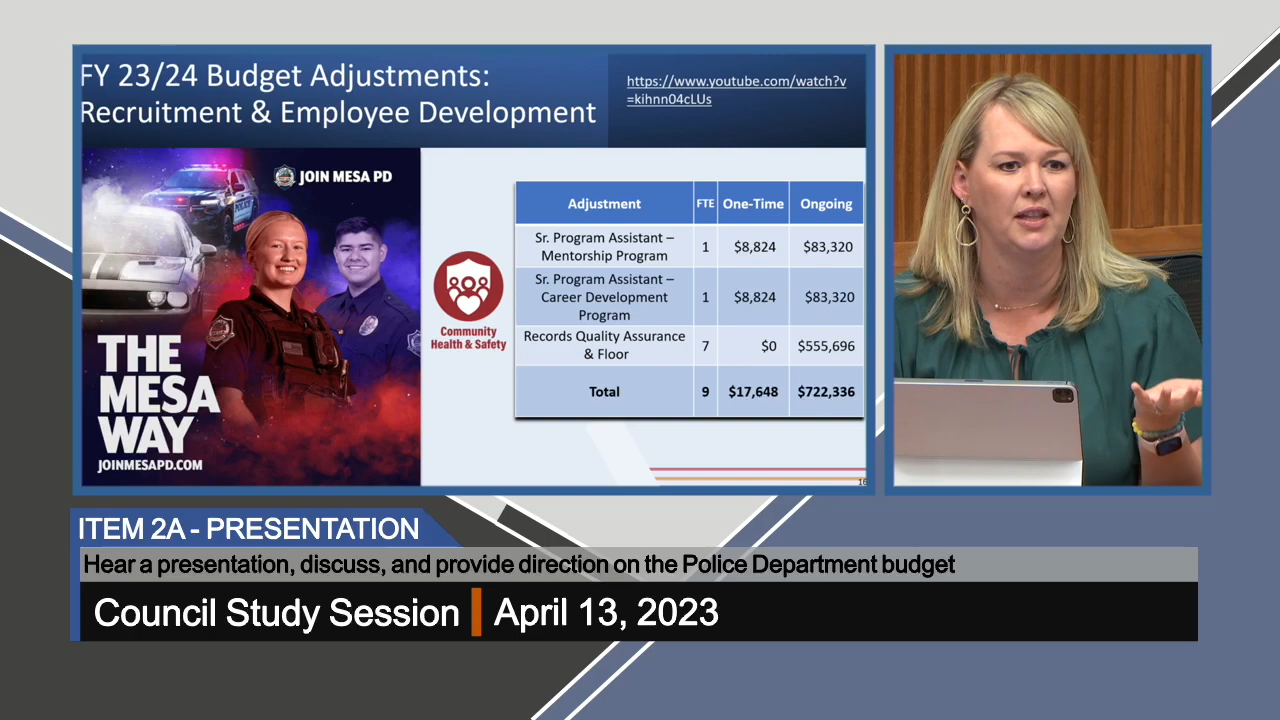 FY 23/24 Budget Adjustments:
Recruitment & Employee Development
https://www.youtube.com/watch?v
=kihnn04cLUs
JOIN MESA PD
POLICE
THE
MESA
WAY
JOINMESAPD.COM
Community
Health & Safety
Adjustment FTE One-Time Ongoing
Sr. Program Assistant –
Mentorship Program 1 $8,824 $83,320
Sr. Program Assistant –
Career Development
Program 1 $8,824 $83,320
Records Quality Assurance
& Floor 7 $0 $555,696
Total 9 $17,648 $722,336
16
ITEM 2A - PRESENTATION
Hear a presentation, discuss, and provide direction on the Police Department budget
Council Study Session April 13, 2023